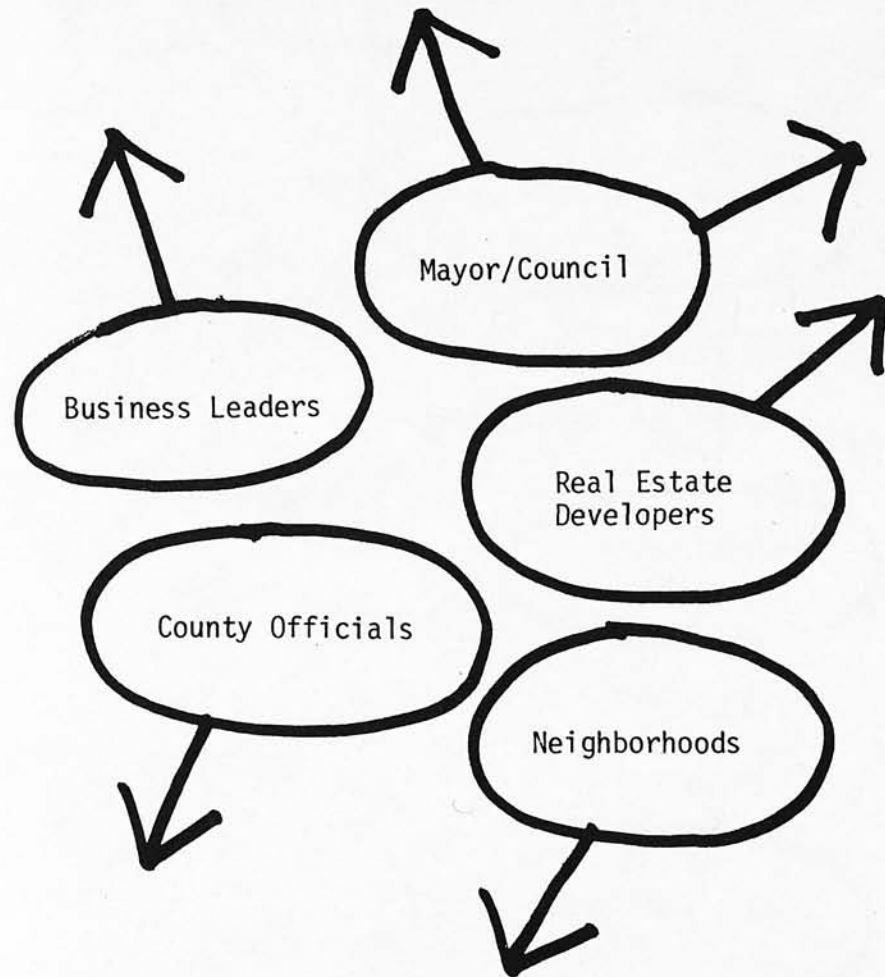 Mayor/Council
Business Leaders
Real Estate
Developers
County Officials
Neighborhoods